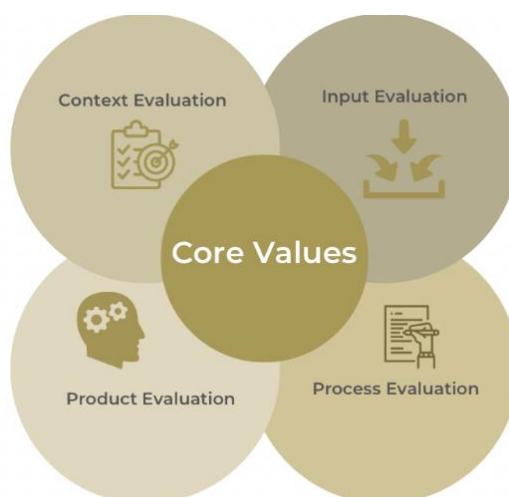 Context Evaluation
Input Evaluation
Core Values
Product Evaluation
Process Evaluation